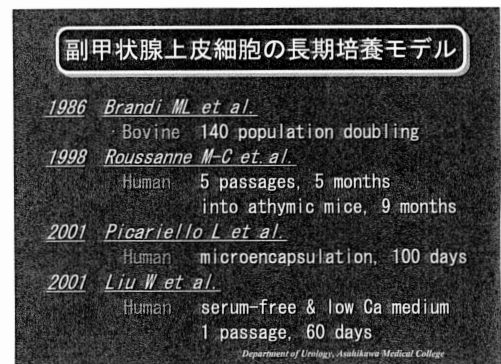 副甲状腺上皮細胞の長期培養モデル
1986 Brandi ML et al.
Bovine 140 population doubling
1998 Roussanne M-C et. al.
Human 5 passages, 5 months
into athymic mice, 9 months
2001 Picariello L et al.
Human microencapsulation, 100 days
2001 Liu W et al.
Human serum-free & low Ca medium
1 passage, 60 days
Department of Urology, Asahikawa Medical College